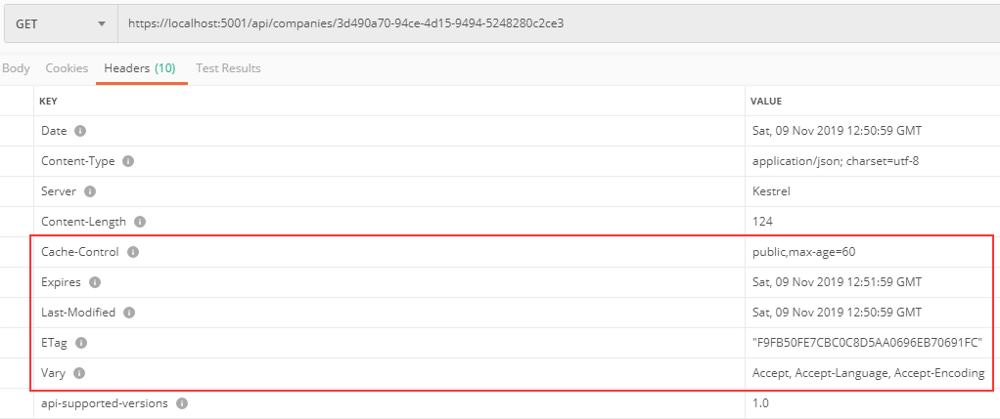 GET https://localhost:5001/api/companies/3d490a70-94ce-4d15-9494-5248280c2ce3
Body Cookies Headers (10) Test Results
KEY VALUE
Date Sat, 09 Nov 2019 12:50:59 GMT
Content-Type application/json; charset=utf-8
Server Kestrel
Content-Length 124
Cache-Control public,max-age=60
Expires Sat, 09 Nov 2019 12:51:59 GMT
Last-Modified Sat, 09 Nov 2019 12:50:59 GMT
ETag "F9FB50FE7CBC0C8D5AA0696EB70691FC"
Vary Accept, Accept-Language, Accept-Encoding
api-supported-versions 1.0